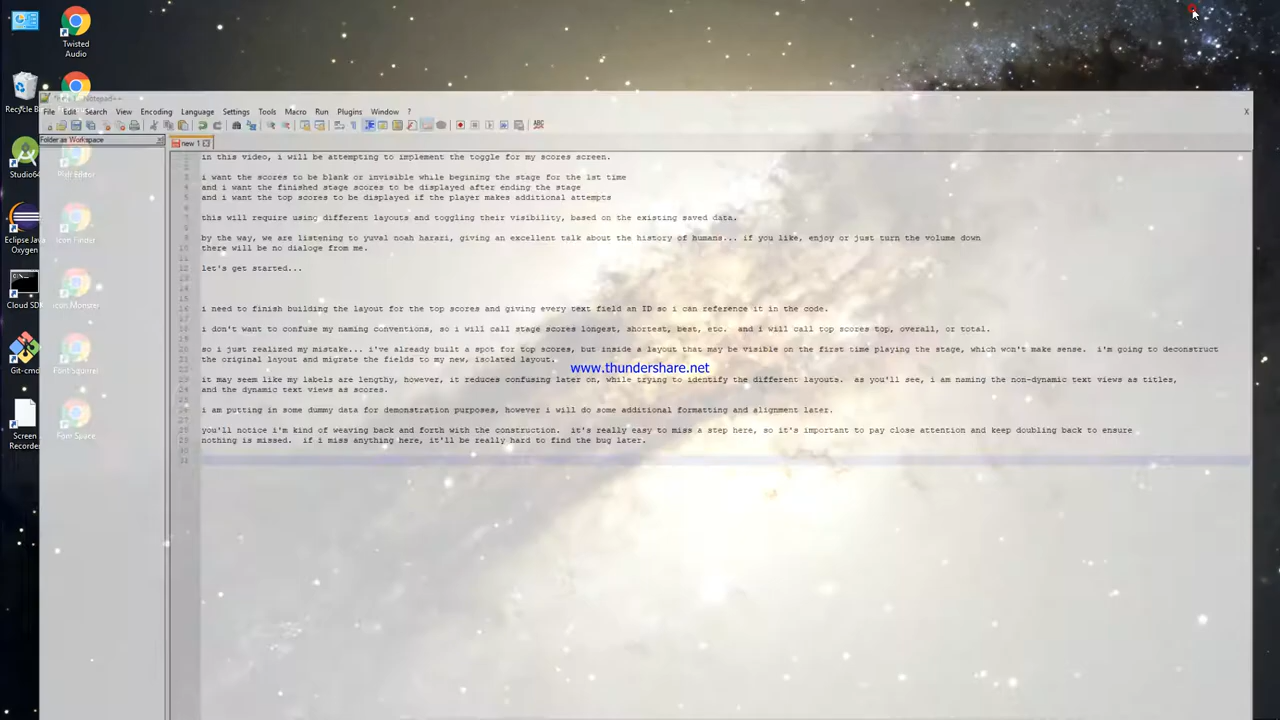 Twisted
Audio
Recycle B
Notepad++
File Edit Search View Encoding Language Settings Tools Macro Run Plugins Window ?
X
Folder as Workspace
new 1
in this video, i will be attempting to implement the toggle for my scores screen.
i want the scores to be blank or invisible while begining the stage for the 1st time
and i want the finished stage scores to be displayed after ending the stage
and i want the top scores to be displayed if the player makes additional attempts
this will require using different layouts and toggling their visibility, based on the existing saved data.
by the way, we are listening to yuval noah harari, giving an excellent talk about the history of humans... if you like, enjoy or just turn the volume down
there will be no dialoge from me.
let's get started...
i need to finish building the layout for the top scores and giving every text field an ID so i can reference it in the code.
i don't want to confuse my naming conventions, so i will call stage scores longest, shortest, best, etc.  and i will call top scores top, overall, or total.
so i just realized my mistake... i've already built a spot for top scores, but inside a layout that may be visible on the first time playing the stage, which won't make sense.  i'm going to deconstruct
the original layout and migrate the fields to my new, isolated layout.
www.thundershare.net
it may seem like my labels are lengthy, however, it reduces confusing later on, while trying to identify the different layouts.  as you'll see, i am naming the non-dynamic text views as titles,
and the dynamic text views as scores.
i am putting in some dummy data for demonstration purposes, however i will do some additional formatting and alignment later.
you'll notice i'm kind of weaving back and forth with the construction.  it's really easy to miss a step here, so it's important to pay close attention and keep doubling back to ensure
nothing is missed.  if i miss anything here, it'll be really hard to find the bug later.
Studio64
Pixlr Editor
Eclipse Java
Oxygen
Icon Finder
Cloud SD
Icon Monster
Git-cmd
Font Squirrel
Screen
Recorder
Font Space